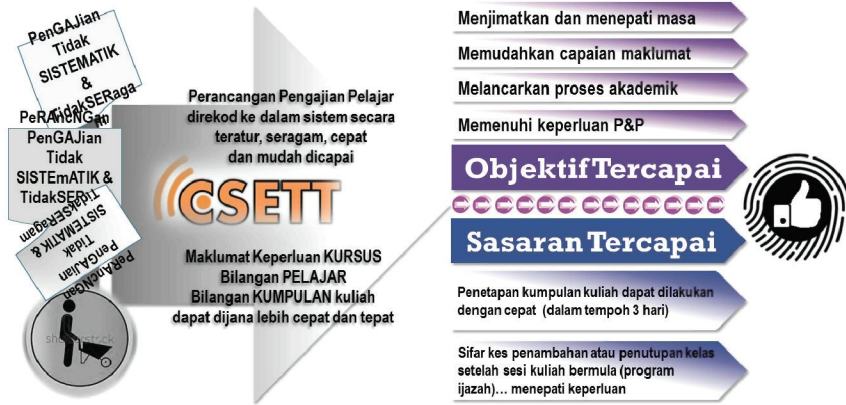 PenGAJian
Tidak
SISTEMATIK
&
TidakSERaga
m
PeRAncNGan
PenGAJian
Tidak
SISTEmATIK &
TidakSER
PeRAncNGan
PenGAJian
Tidak
SISTEMATIK &
TidakSERagam
Perancangan Pengajian Pelajar
direkod ke dalam sistem secara
teratur, seragam, cepat
dan mudah dicapai
CSETT
Maklumat Keperluan KURSUS
Bilangan PELAJAR
Bilangan KUMPULAN kuliah
dapat dijana lebih cepat dan tepat
Menjimatkan dan menepati masa
Memudahkan capaian maklumat
Melancarkan proses akademik
Memenuhi keperluan P&P
Objektif Tercapai
Sasaran Tercapai
Penetapan kumpulan kuliah dapat dilakukan
dengan cepat (dalam tempoh 3 hari)
Sifar kes penambahan atau penutupan kelas
setelah sesi kuliah bermula (program
ijazah)... menepati keperluan